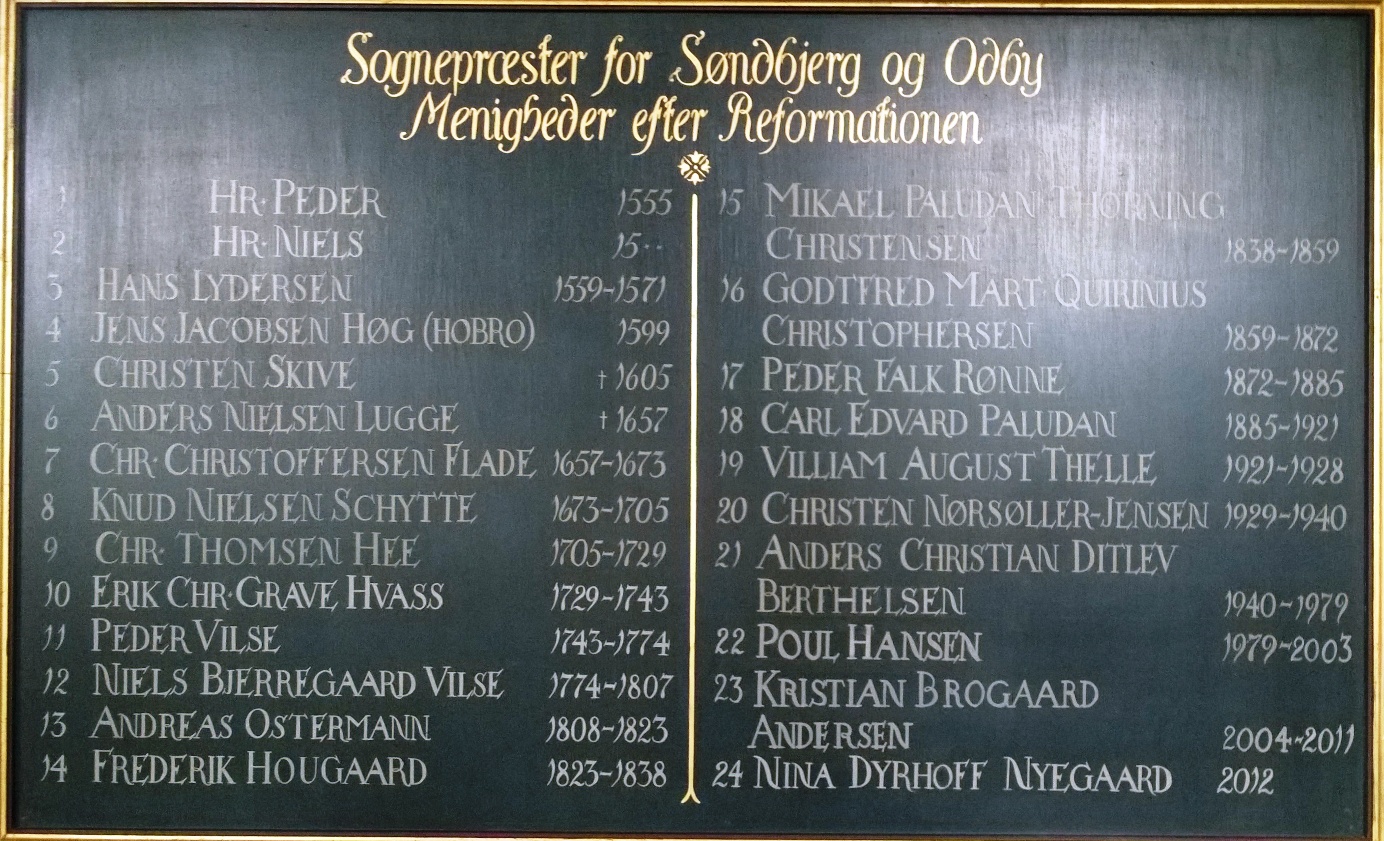 Sognepræster for Søndbjerg og Odby
Menigheder efter Reformationen
1 HR· PEDER 1555
2 HR· NIELS 15··
3 HANS LYDERSEN 1559-1571
4 JENS JACOBSEN HØG (HOBRO) 1599
5 CHRISTEN SKIVE † 1605
6 ANDERS NIELSEN LUGGE † 1657
7 CHR· CHRISTOFFERSEN FLADE 1657-1673
8 KNUD NIELSEN SCHYTTE 1673-1705
9 CHR· THOMSEN HEE 1705-1729
10 ERIK CHR· GRAVE HVASS 1729-1743
11 PEDER VILSE 1743-1774
12 NIELS BJERREGAARD VILSE 1774-1807
13 ANDREAS OSTERMANN 1808-1823
14 FREDERIK HOUGAARD 1823-1838
15 MIKAEL PALUDAN THORNING
CHRISTENSEN 1838-1859
16 GODTFRED MART· QUIRINIUS
CHRISTOPHERSEN 1859-1872
17 PEDER FALK RØNNE 1872-1885
18 CARL EDVARD PALUDAN 1885-1921
19 VILLIAM AUGUST THELLE 1921-1928
20 CHRISTEN NØRSØLLER-JENSEN 1929-1940
21 ANDERS CHRISTIAN DITLEV
BERTHELSEN 1940-1979
22 POUL HANSEN 1979-2003
23 KRISTIAN BROGAARD
ANDERSEN 2004-2011
24 NINA DYRHOFF NYEGAARD 2012